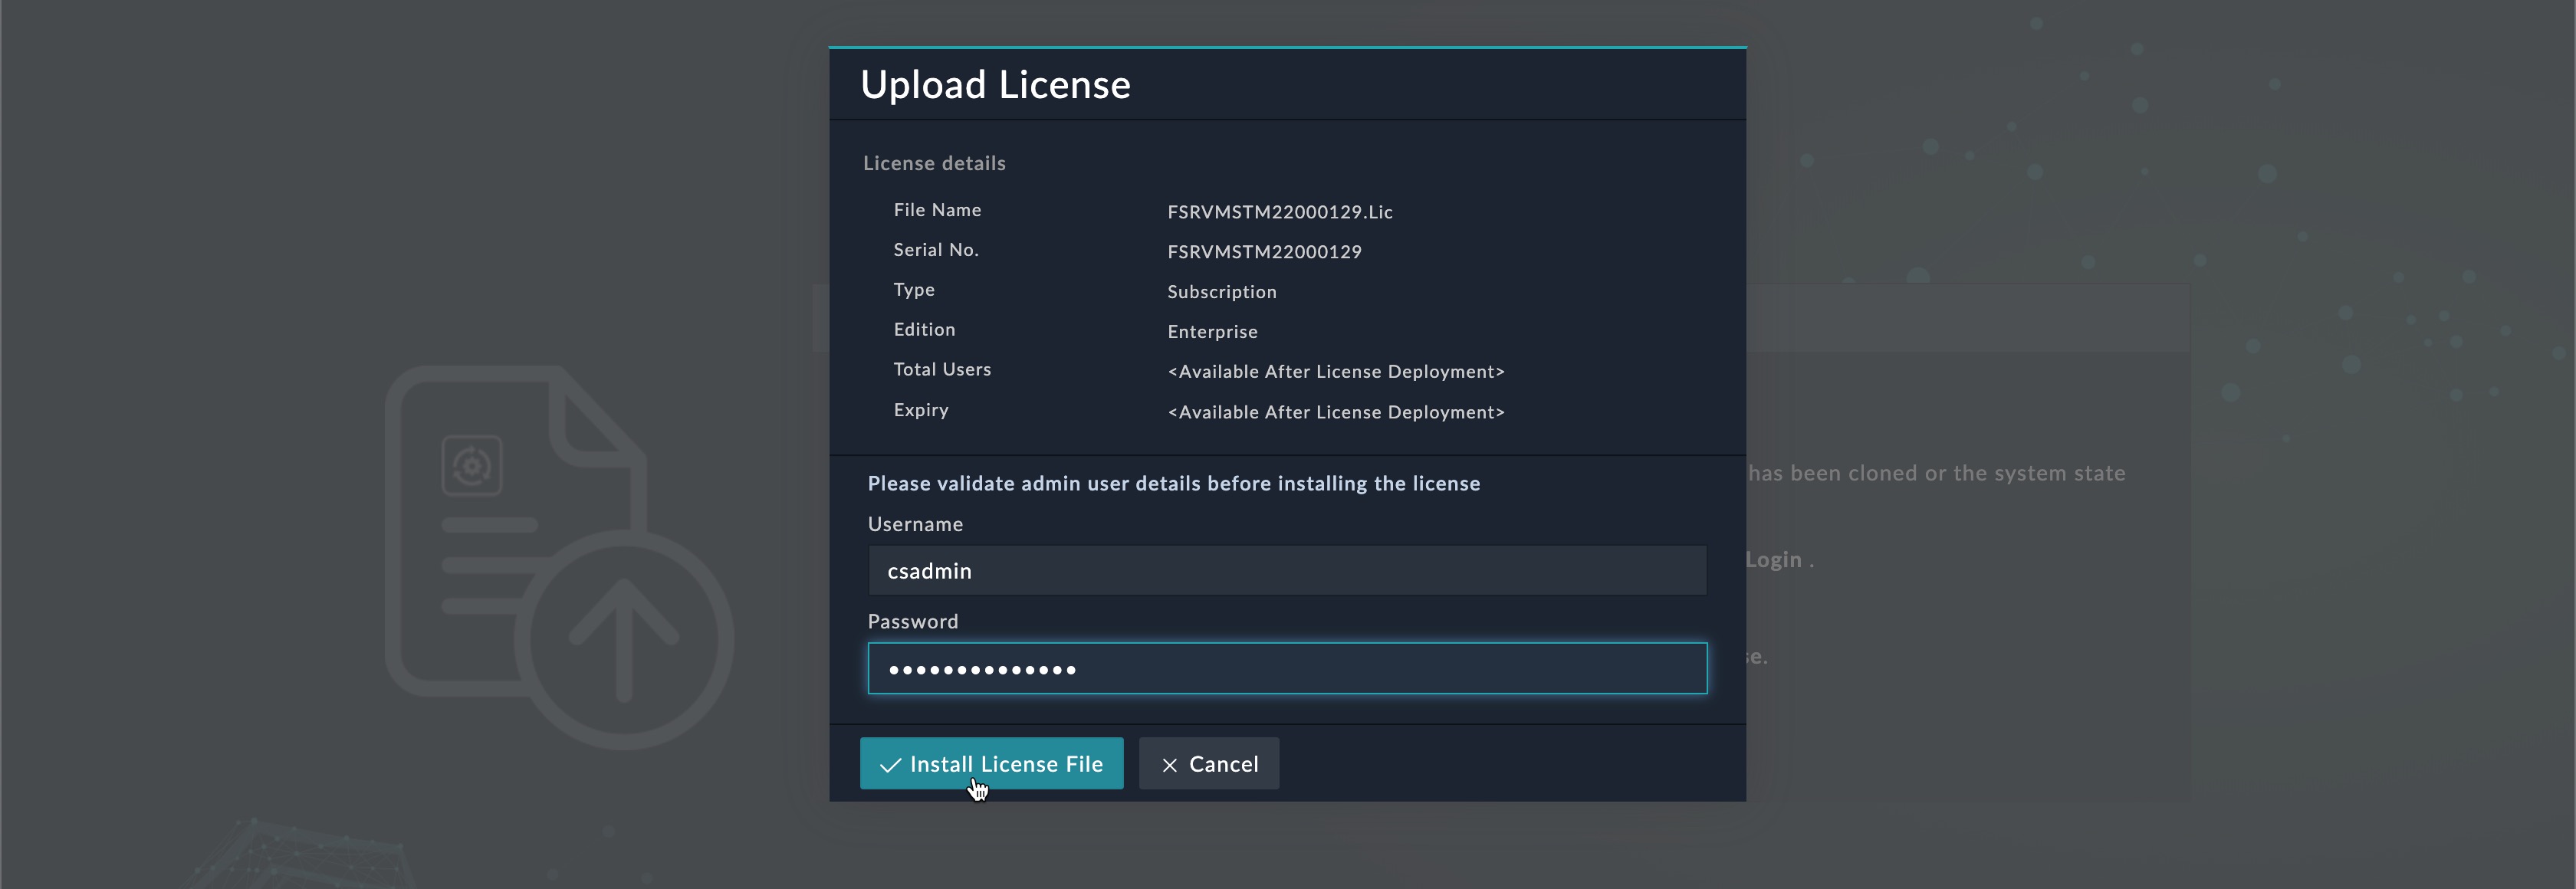 Upload License
License details
File Name FSRVMSTM22000129.Lic
Serial No. FSRVMSTM22000129
Type Subscription
Edition Enterprise
Total Users <Available After License Deployment>
Expiry <Available After License Deployment>
has been cloned or the system state
Please validate admin user details before installing the license
Username
Login .
csadmin
Password
se.
••••••••••••••
Install License File
Cancel